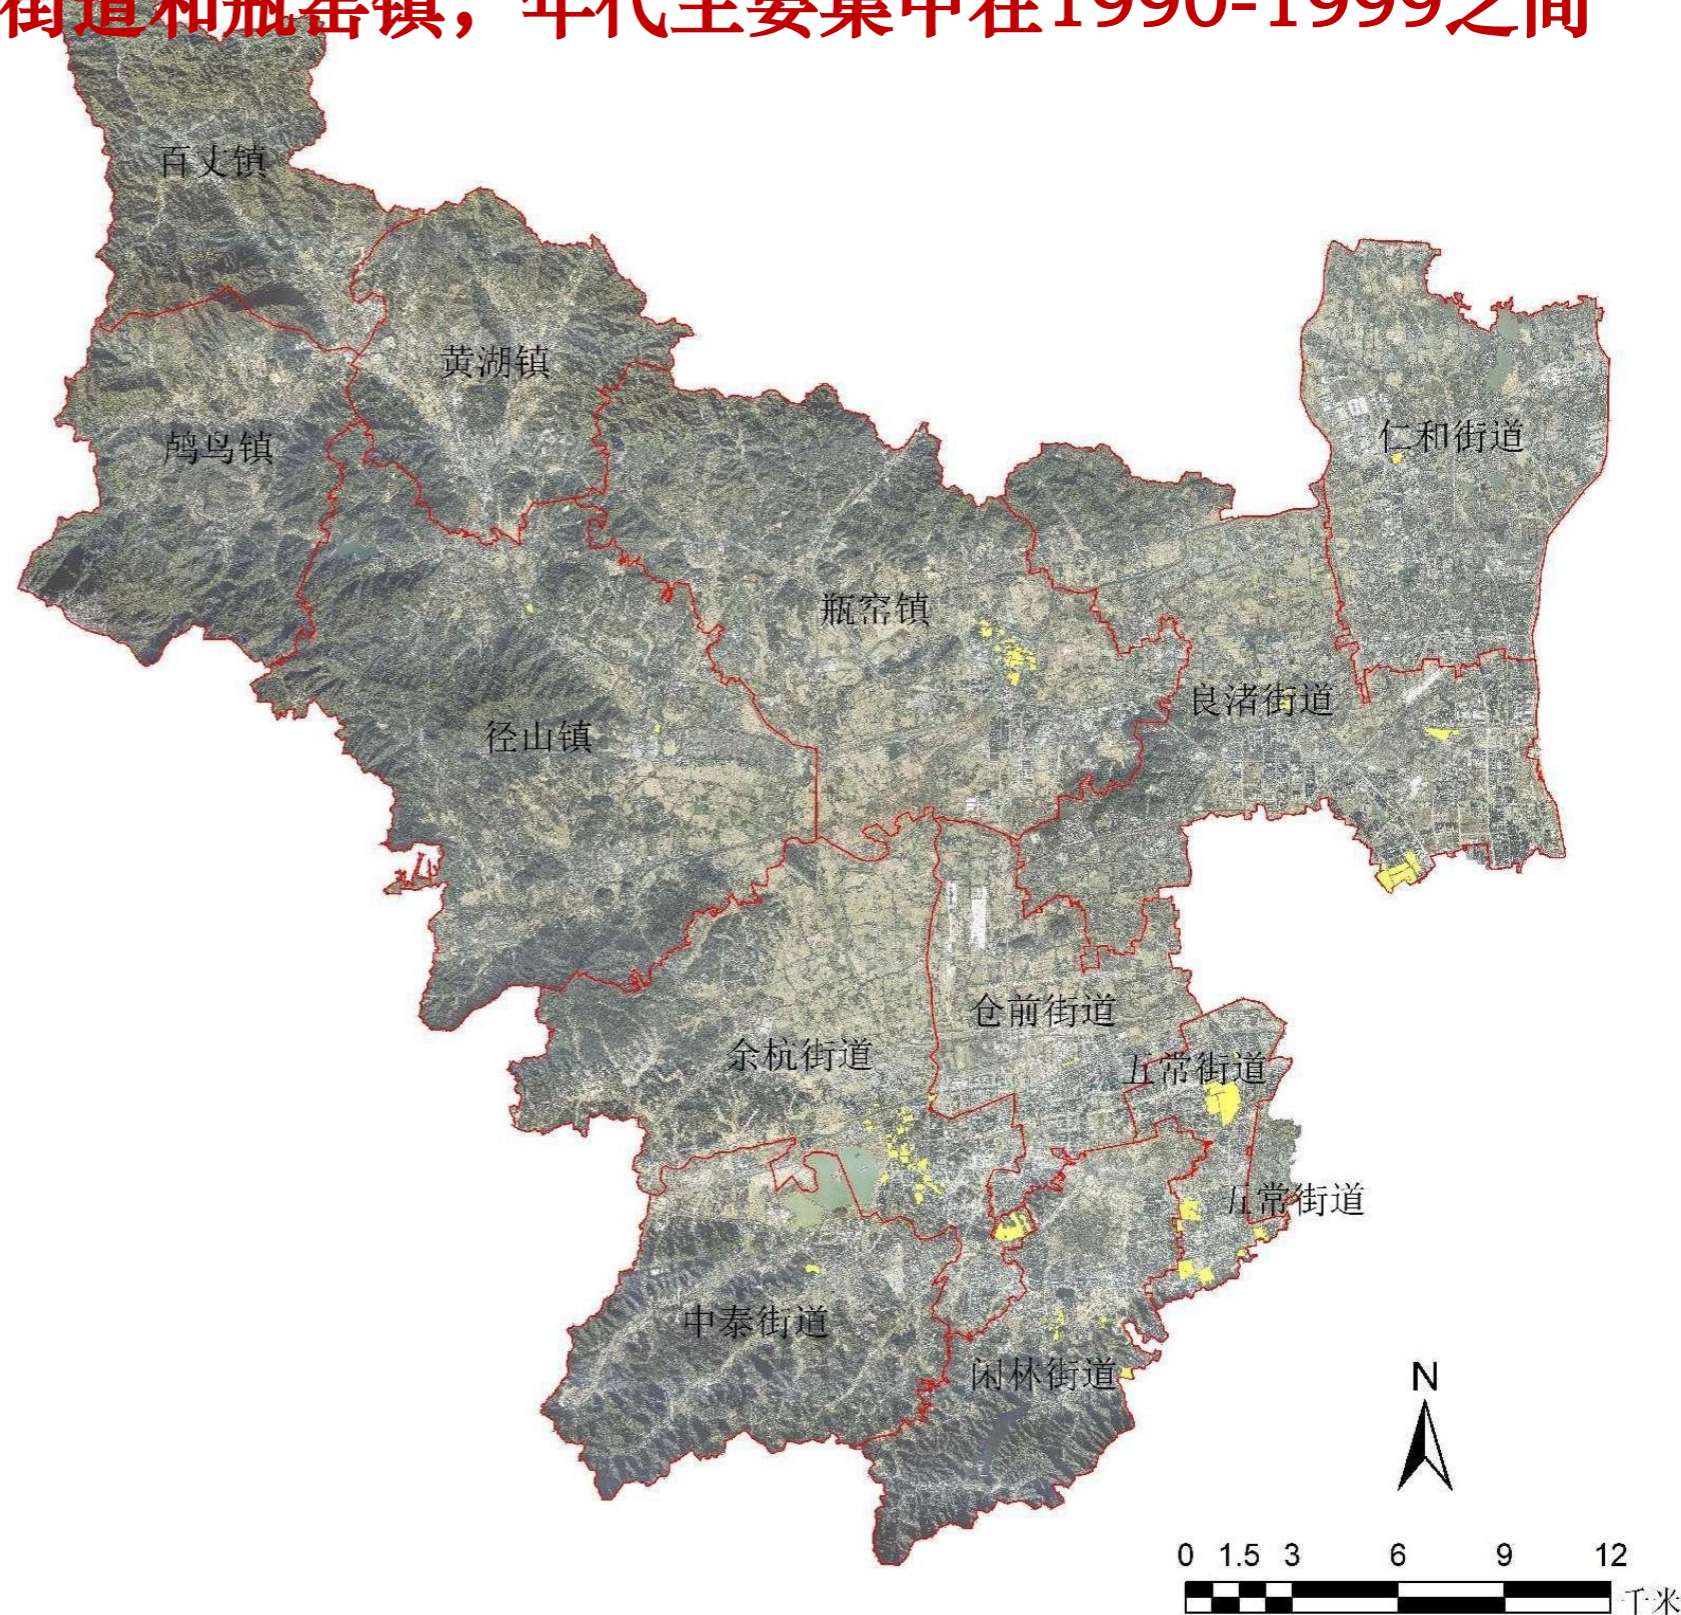 街道和瓶窑镇，年代主要集中在1990-1999之间
百丈镇
黄湖镇
鸬鸟镇
仁和街道
瓶窑镇
良渚街道
径山镇
仓前街道
余杭街道
五常街道
五常街道
中泰街道
闲林街道
N
0 1.5 3 6 9 12
千米